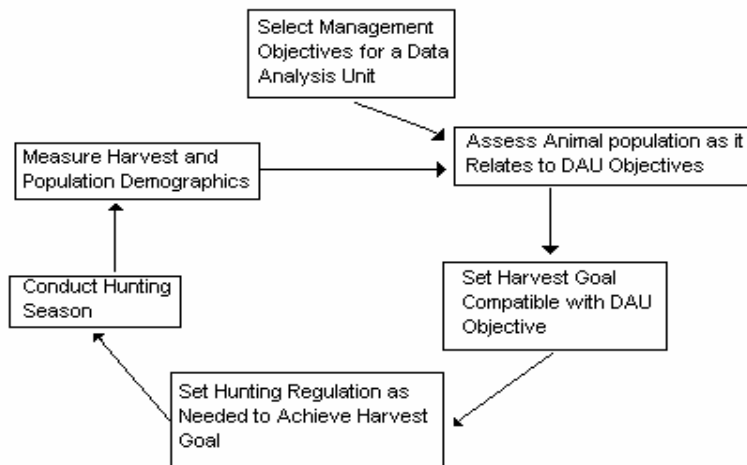 Select Management
Objectives for a Data
Analysis Unit
Assess Animal population as it
Relates to DAU Objectives
Measure Harvest and
Population Demographics
Set Harvest Goal
Compatible with DAU
Objective
Conduct Hunting
Season
Set Hunting Regulation as
Needed to Achieve Harvest
Goal